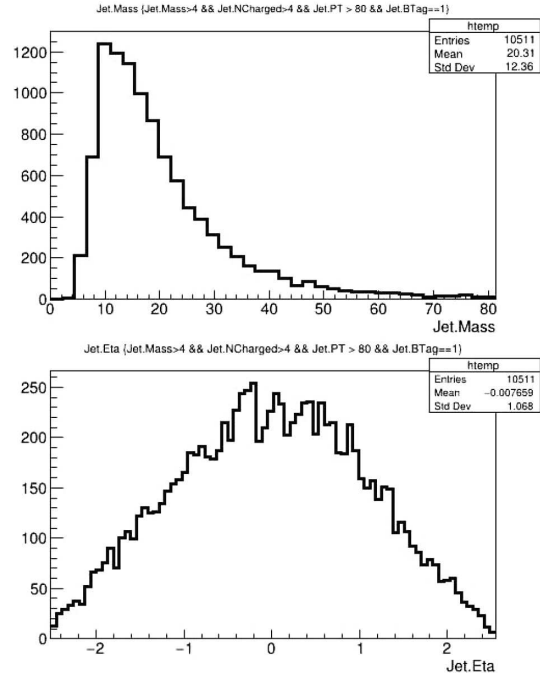 Jet.Mass {Jet.Mass>4 && Jet.NCharged>4 && Jet.PT > 80 && Jet.BTag==1}
htemp
Entries 10511
Mean 20.31
Std Dev 12.36
1200
1000
800
600
400
200
0
0 10 20 30 40 50 60 70 80
Jet.Mass
Jet.Eta {Jet.Mass>4 && Jet.NCharged>4 && Jet.PT > 80 && Jet.BTag==1}
htemp
Entries 10511
Mean −0.007659
Std Dev 1.068
250
200
150
100
50
0
−2 −1 0 1 2
Jet.Eta